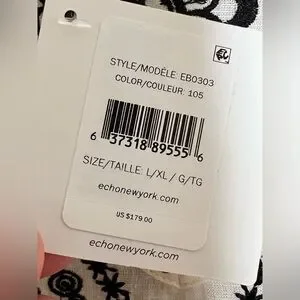 STYLE/MODÈLE: EB0303
COLOR/COULEUR: 105
6 37318 89555 6
SIZE/TAILLE: L/XL / G/TG
echonewyork.com
US $179.00
echonewyork.com